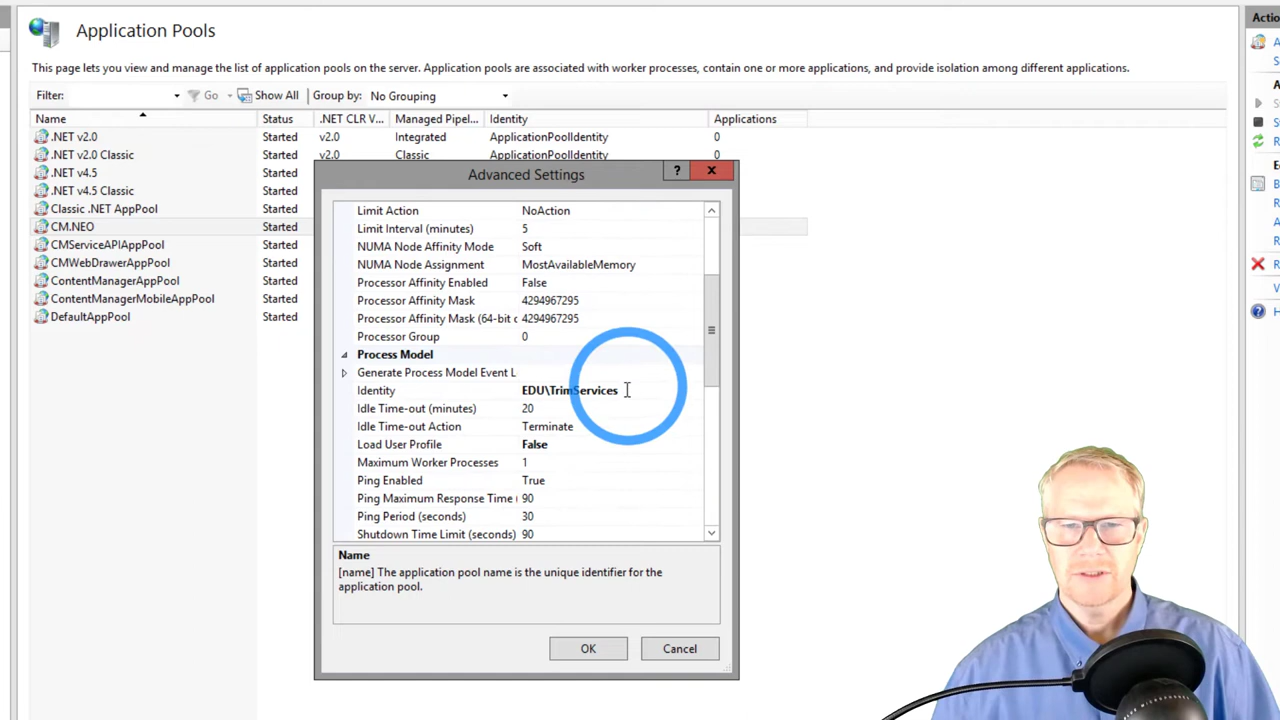 Application Pools
Actio
This page lets you view and manage the list of application pools on the server. Application pools are associated with worker processes, contain one or more applications, and provide isolation among different applications.
Filter: Go Show All Group by: No Grouping
Name Status .NET CLR V... Managed Pipel... Identity Applications
.NET v2.0 Started v2.0 Integrated ApplicationPoolIdentity 0
.NET v2.0 Classic Started v2.0 Classic ApplicationPoolIdentity 0
.NET v4.5 Started
.NET v4.5 Classic Started
Classic .NET AppPool Started
CM.NEO Started
CMServiceAPIAppPool Started
CMWebDrawerAppPool Started
ContentManagerAppPool Started
ContentManagerMobileAppPool Started
DefaultAppPool Started
Advanced Settings
Limit Action NoAction
Limit Interval (minutes) 5
NUMA Node Affinity Mode Soft
NUMA Node Assignment MostAvailableMemory
Processor Affinity Enabled False
Processor Affinity Mask 4294967295
Processor Affinity Mask (64-bit c 4294967295
Processor Group 0
Process Model
Generate Process Model Event L
Identity EDU\TrimServices
Idle Time-out (minutes) 20
Idle Time-out Action Terminate
Load User Profile False
Maximum Worker Processes 1
Ping Enabled True
Ping Maximum Response Time ( 90
Ping Period (seconds) 30
Shutdown Time Limit (seconds) 90
Name
[name] The application pool name is the unique identifier for the
application pool.
OK Cancel